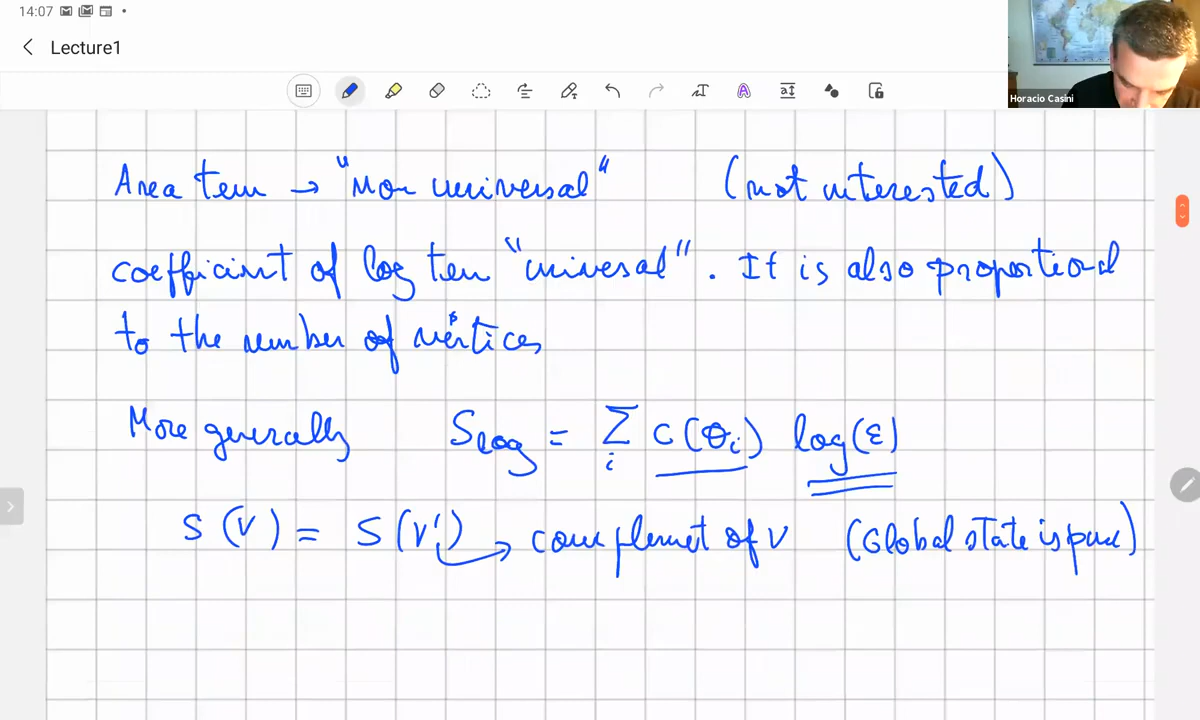 14:07
Horacio Casini
Lecture1
Area term → "Non universal" (not interested)
coefficient of log term "universal". It is also proportional
to the number of vertices
More generally S_log = Σ_i c(θ_i) log(ε)
S(V) = S(V') → complement of V (Global state is pure)